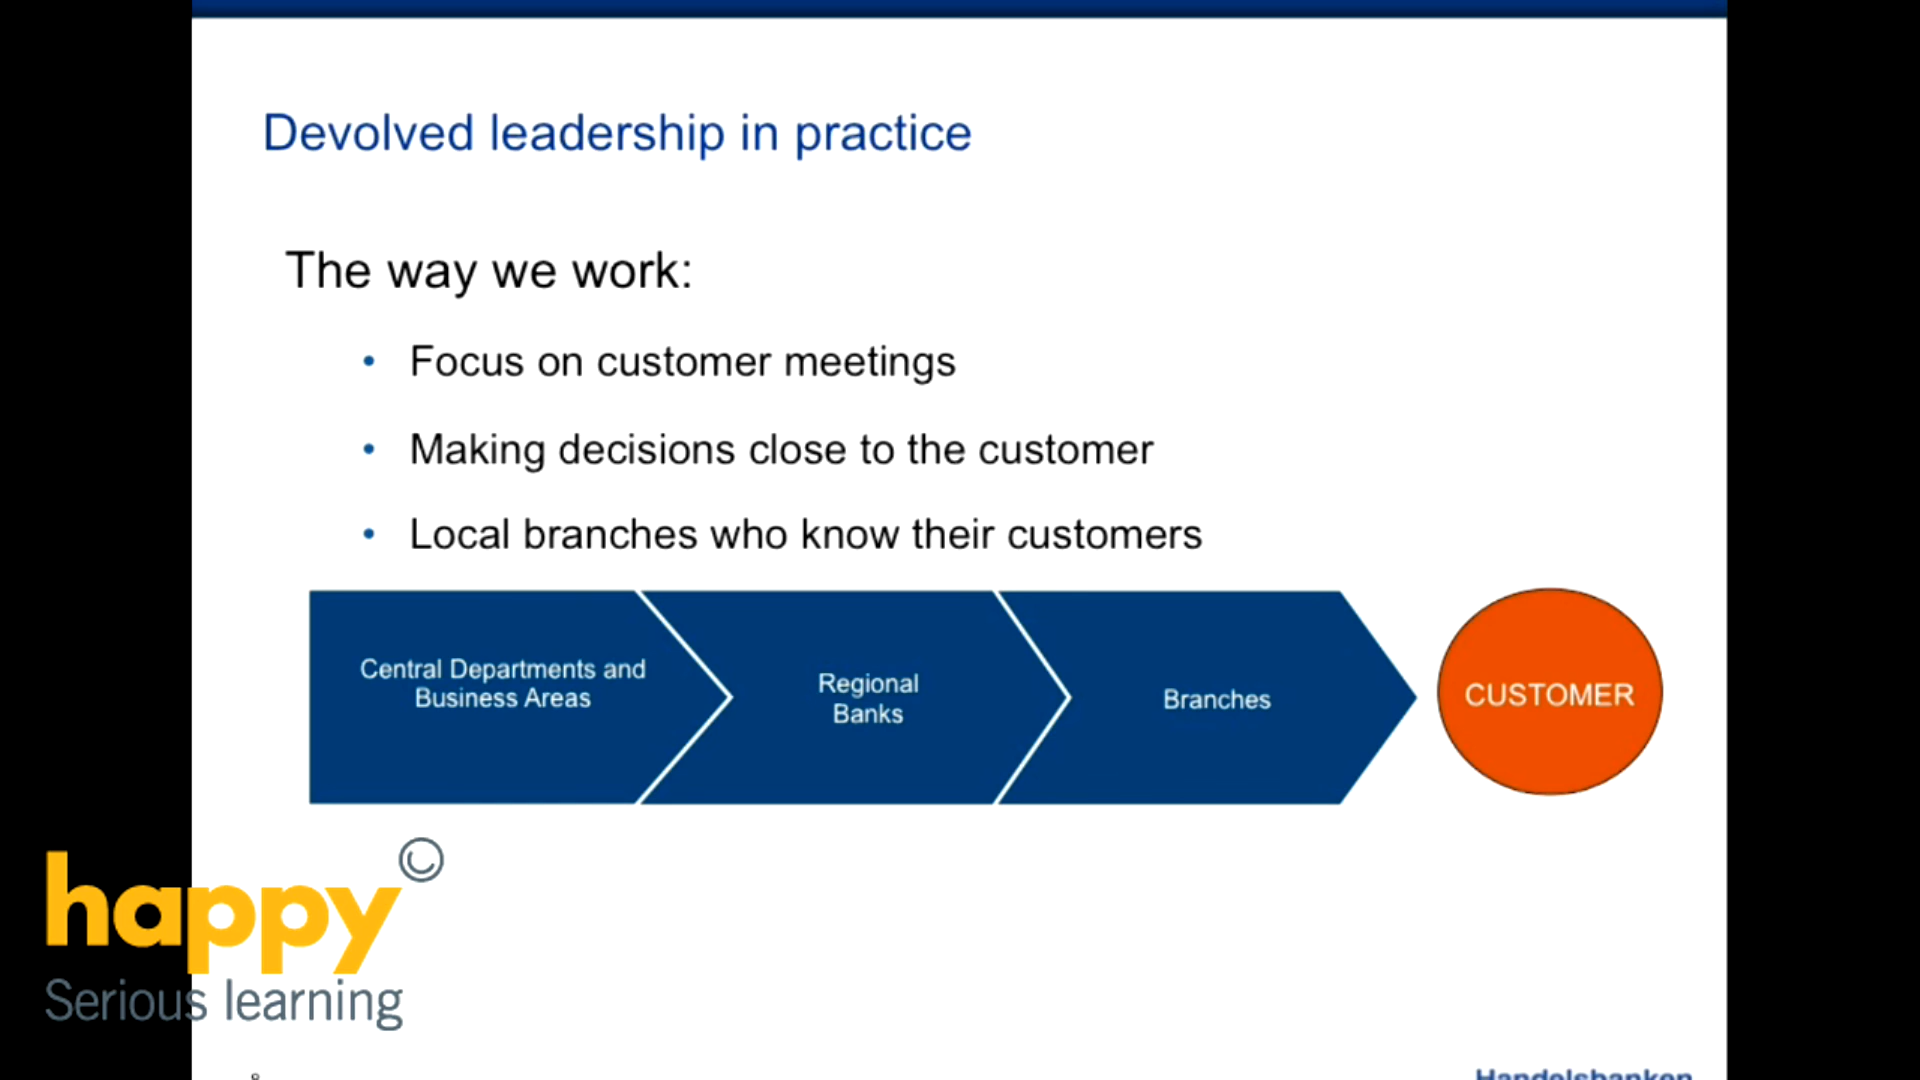 Devolved leadership in practice
The way we work:
• Focus on customer meetings
• Making decisions close to the customer
• Local branches who know their customers
Central Departments and
Business Areas
Regional
Banks
Branches
CUSTOMER
happy
Serious learning
Handelsbanken